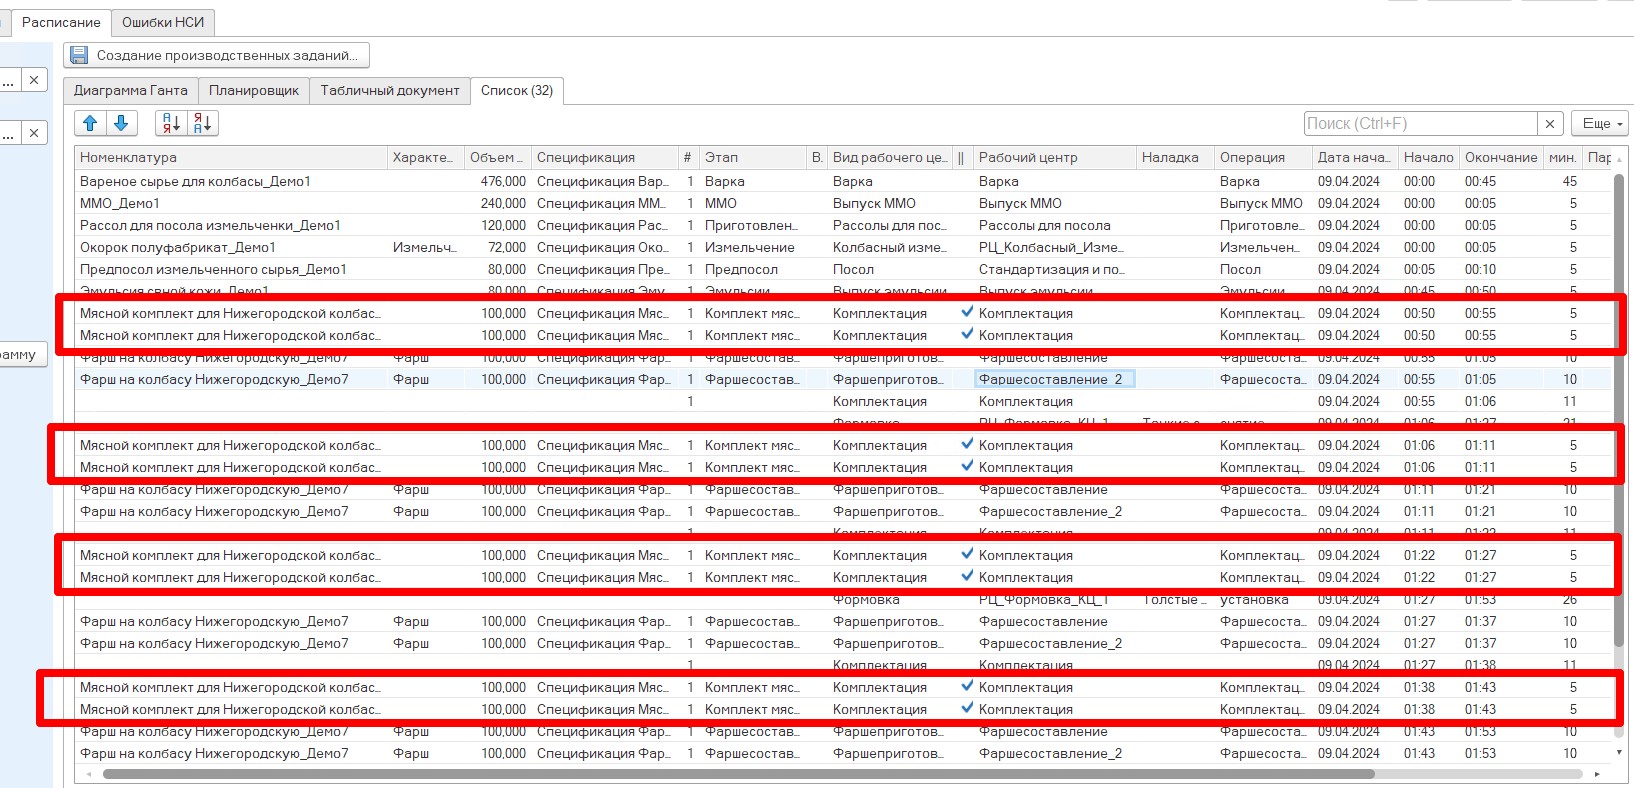 Расписание Ошибки НСИ
Создание производственных заданий...
... ×
Диаграмма Ганта Планировщик Табличный документ Список (32)
Поиск (Ctrl+F) × Еще
... ×
Номенклатура Характе... Объем ... Спецификация # Этап В. Вид рабочего це... || Рабочий центр Наладка Операция Дата нача... Начало Окончание мин. Пар
Вареное сырье для колбасы_Демо1 476,000 Спецификация Вар... 1 Варка Варка Варка Варка 09.04.2024 00:00 00:45 45
ММО_Демо1 240,000 Спецификация ММ... 1 ММО Выпуск ММО Выпуск ММО Выпуск ММО 09.04.2024 00:00 00:05 5
Рассол для посола измельченки_Демо1 120,000 Спецификация Рас... 1 Приготовлен... Рассолы для пос... Рассолы для посола Приготовле... 09.04.2024 00:00 00:05 5
Окорок полуфабрикат_Демо1 Измельч... 72,000 Спецификация Око... 1 Измельчение Колбасный изме... РЦ_Колбасный_Изме... Измельчен... 09.04.2024 00:00 00:05 5
Предпосол измельченного сырья_Демо1 80,000 Спецификация Пре... 1 Предпосол Посол Стандартизация и по... Посол 09.04.2024 00:05 00:10 5
Эмульсия свной кожи_Демо1 80,000 Спецификация Эму... 1 Эмульсии Выпуск эмульсии Выпуск эмульсии Эмульсии 09.04.2024 00:45 00:50 5
Мясной комплект для Нижегородской колбас... 100,000 Спецификация Мяс... 1 Комплект мяс... Комплектация Комплектация Комплектац... 09.04.2024 00:50 00:55 5
Мясной комплект для Нижегородской колбас... 100,000 Спецификация Мяс... 1 Комплект мяс... Комплектация Комплектация Комплектац... 09.04.2024 00:50 00:55 5
рамму
Фарш на колбасу Нижегородскую_Демо7 Фарш 100,000 Спецификация Фар... 1 Фаршесостав... Фаршеприготов... Фаршесоставление Фаршесоста... 09.04.2024 00:55 01:05 10
Фарш на колбасу Нижегородскую_Демо7 Фарш 100,000 Спецификация Фар... 1 Фаршесостав... Фаршеприготов... Фаршесоставление_2 Фаршесоста... 09.04.2024 00:55 01:05 10
1 Комплектация Комплектация 09.04.2024 00:55 01:06 11
Формовка РЦ_Формовка_КЦ_1 Тонкие с... снятие 09.04.2024 01:06 01:27 21
Мясной комплект для Нижегородской колбас... 100,000 Спецификация Мяс... 1 Комплект мяс... Комплектация Комплектация Комплектац... 09.04.2024 01:06 01:11 5
Мясной комплект для Нижегородской колбас... 100,000 Спецификация Мяс... 1 Комплект мяс... Комплектация Комплектация Комплектац... 09.04.2024 01:06 01:11 5
Фарш на колбасу Нижегородскую_Демо7 Фарш 100,000 Спецификация Фар... 1 Фаршесостав... Фаршеприготов... Фаршесоставление Фаршесоста... 09.04.2024 01:11 01:21 10
Фарш на колбасу Нижегородскую_Демо7 Фарш 100,000 Спецификация Фар... 1 Фаршесостав... Фаршеприготов... Фаршесоставление_2 Фаршесоста... 09.04.2024 01:11 01:21 10
1 Комплектация Комплектация 09.04.2024 01:11 01:22 11
Мясной комплект для Нижегородской колбас... 100,000 Спецификация Мяс... 1 Комплект мяс... Комплектация Комплектация Комплектац... 09.04.2024 01:22 01:27 5
Мясной комплект для Нижегородской колбас... 100,000 Спецификация Мяс... 1 Комплект мяс... Комплектация Комплектация Комплектац... 09.04.2024 01:22 01:27 5
Формовка РЦ_Формовка_КЦ_1 Толстые ... установка 09.04.2024 01:27 01:53 26
Фарш на колбасу Нижегородскую_Демо7 Фарш 100,000 Спецификация Фар... 1 Фаршесостав... Фаршеприготов... Фаршесоставление Фаршесоста... 09.04.2024 01:27 01:37 10
Фарш на колбасу Нижегородскую_Демо7 Фарш 100,000 Спецификация Фар... 1 Фаршесостав... Фаршеприготов... Фаршесоставление_2 Фаршесоста... 09.04.2024 01:27 01:37 10
1 Комплектация Комплектация 09.04.2024 01:27 01:38 11
Мясной комплект для Нижегородской колбас... 100,000 Спецификация Мяс... 1 Комплект мяс... Комплектация Комплектация Комплектац... 09.04.2024 01:38 01:43 5
Мясной комплект для Нижегородской колбас... 100,000 Спецификация Мяс... 1 Комплект мяс... Комплектация Комплектация Комплектац... 09.04.2024 01:38 01:43 5
Фарш на колбасу Нижегородскую_Демо7 Фарш 100,000 Спецификация Фар... 1 Фаршесостав... Фаршеприготов... Фаршесоставление Фаршесоста... 09.04.2024 01:43 01:53 10
Фарш на колбасу Нижегородскую_Демо7 Фарш 100,000 Спецификация Фар... 1 Фаршесостав... Фаршеприготов... Фаршесоставление_2 Фаршесоста... 09.04.2024 01:43 01:53 10